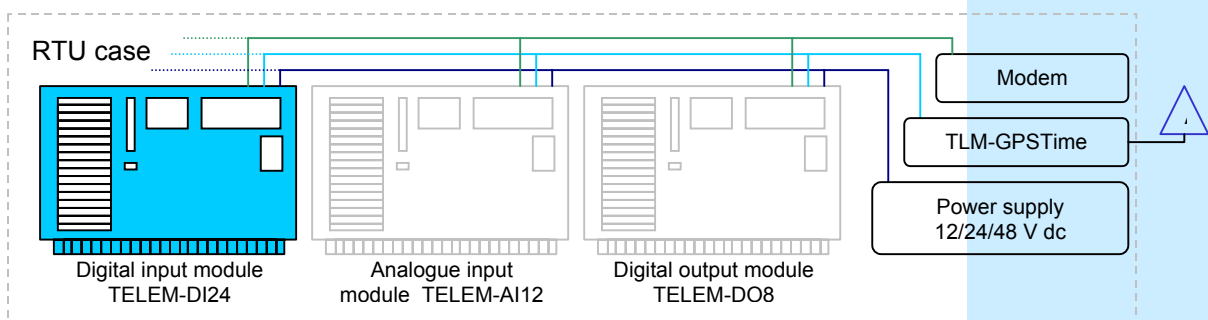 RTU case
Modem
TLM-GPSTime
Power supply
12/24/48 V dc
Digital input module
TELEM-DI24
Analogue input
module TELEM-AI12
Digital output module
TELEM-DO8